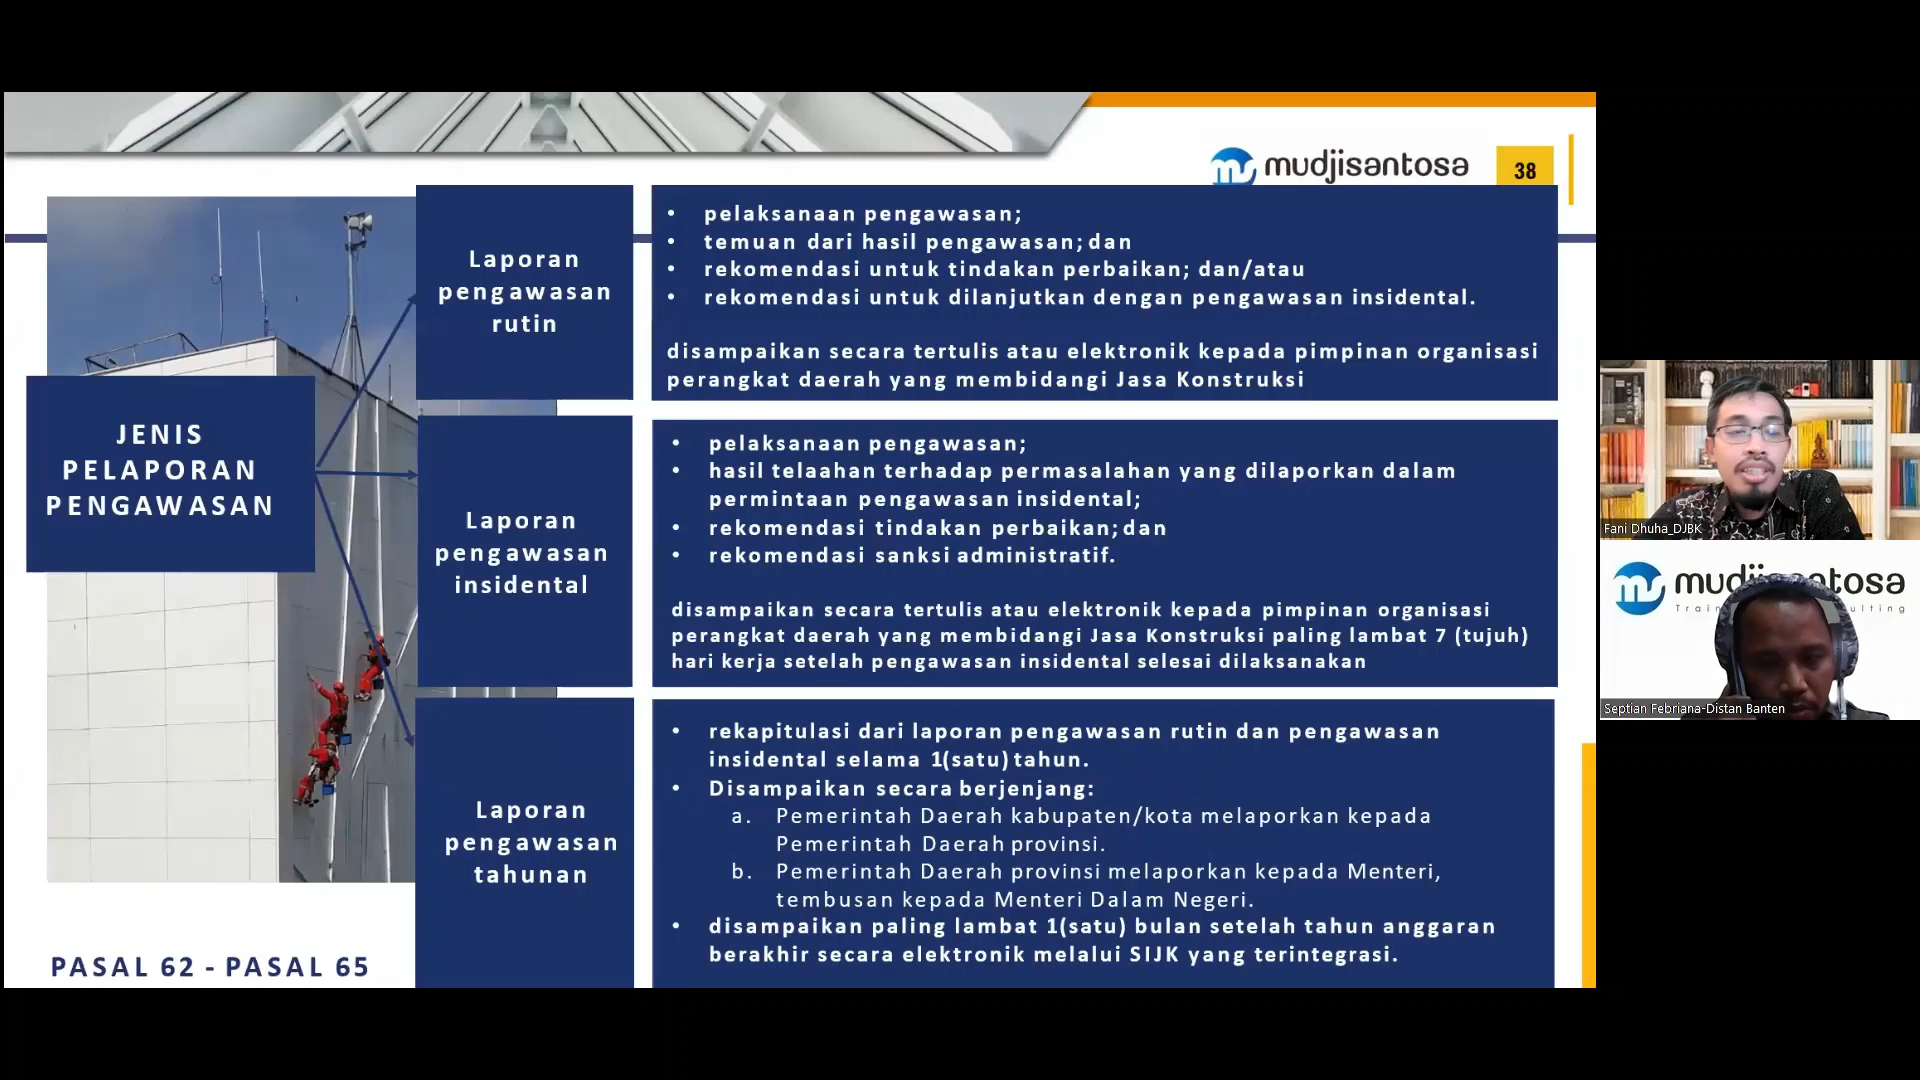 mudjisantosa
38
JENIS
PELAPORAN
PENGAWASAN
Laporan
pengawasan
rutin
• pelaksanaan pengawasan;
• temuan dari hasil pengawasan; dan
• rekomendasi untuk tindakan perbaikan; dan/atau
• rekomendasi untuk dilanjutkan dengan pengawasan insidental.
disampaikan secara tertulis atau elektronik kepada pimpinan organisasi
perangkat daerah yang membidangi Jasa Konstruksi
Laporan
pengawasan
insidental
• pelaksanaan pengawasan;
• hasil telaahan terhadap permasalahan yang dilaporkan dalam
permintaan pengawasan insidental;
• rekomendasi tindakan perbaikan; dan
• rekomendasi sanksi administratif.
disampaikan secara tertulis atau elektronik kepada pimpinan organisasi
perangkat daerah yang membidangi Jasa Konstruksi paling lambat 7 (tujuh)
hari kerja setelah pengawasan insidental selesai dilaksanakan
Laporan
pengawasan
tahunan
• rekapitulasi dari laporan pengawasan rutin dan pengawasan
insidental selama 1(satu) tahun.
• Disampaikan secara berjenjang:
a. Pemerintah Daerah kabupaten/kota melaporkan kepada
Pemerintah Daerah provinsi.
b. Pemerintah Daerah provinsi melaporkan kepada Menteri,
tembusan kepada Menteri Dalam Negeri.
• disampaikan paling lambat 1(satu) bulan setelah tahun anggaran
berakhir secara elektronik melalui SIJK yang terintegrasi.
PASAL 62 - PASAL 65
Fani Dhuha_DJBK
Septian Febriana-Distan Banten